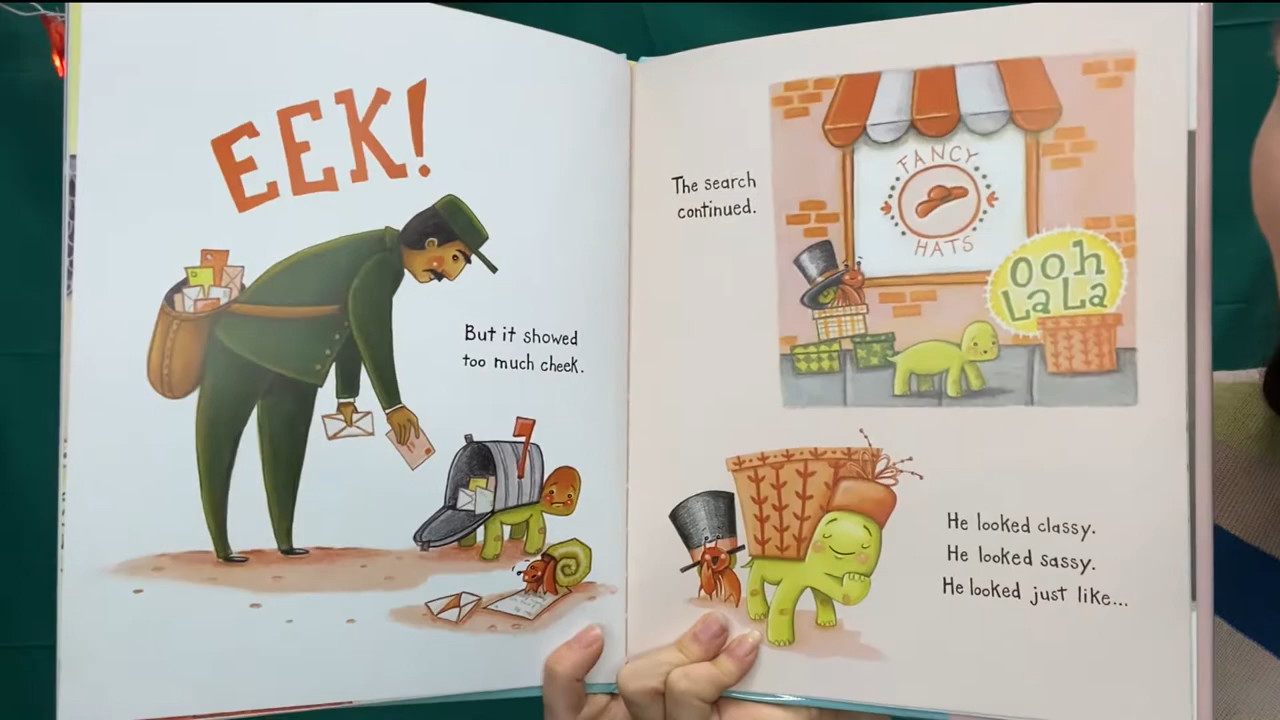 EEK!
But it showed
too much cheek.
The search
continued.
FANCY
HATS
Ooh
La La
He looked classy.
He looked sassy.
He looked just like...